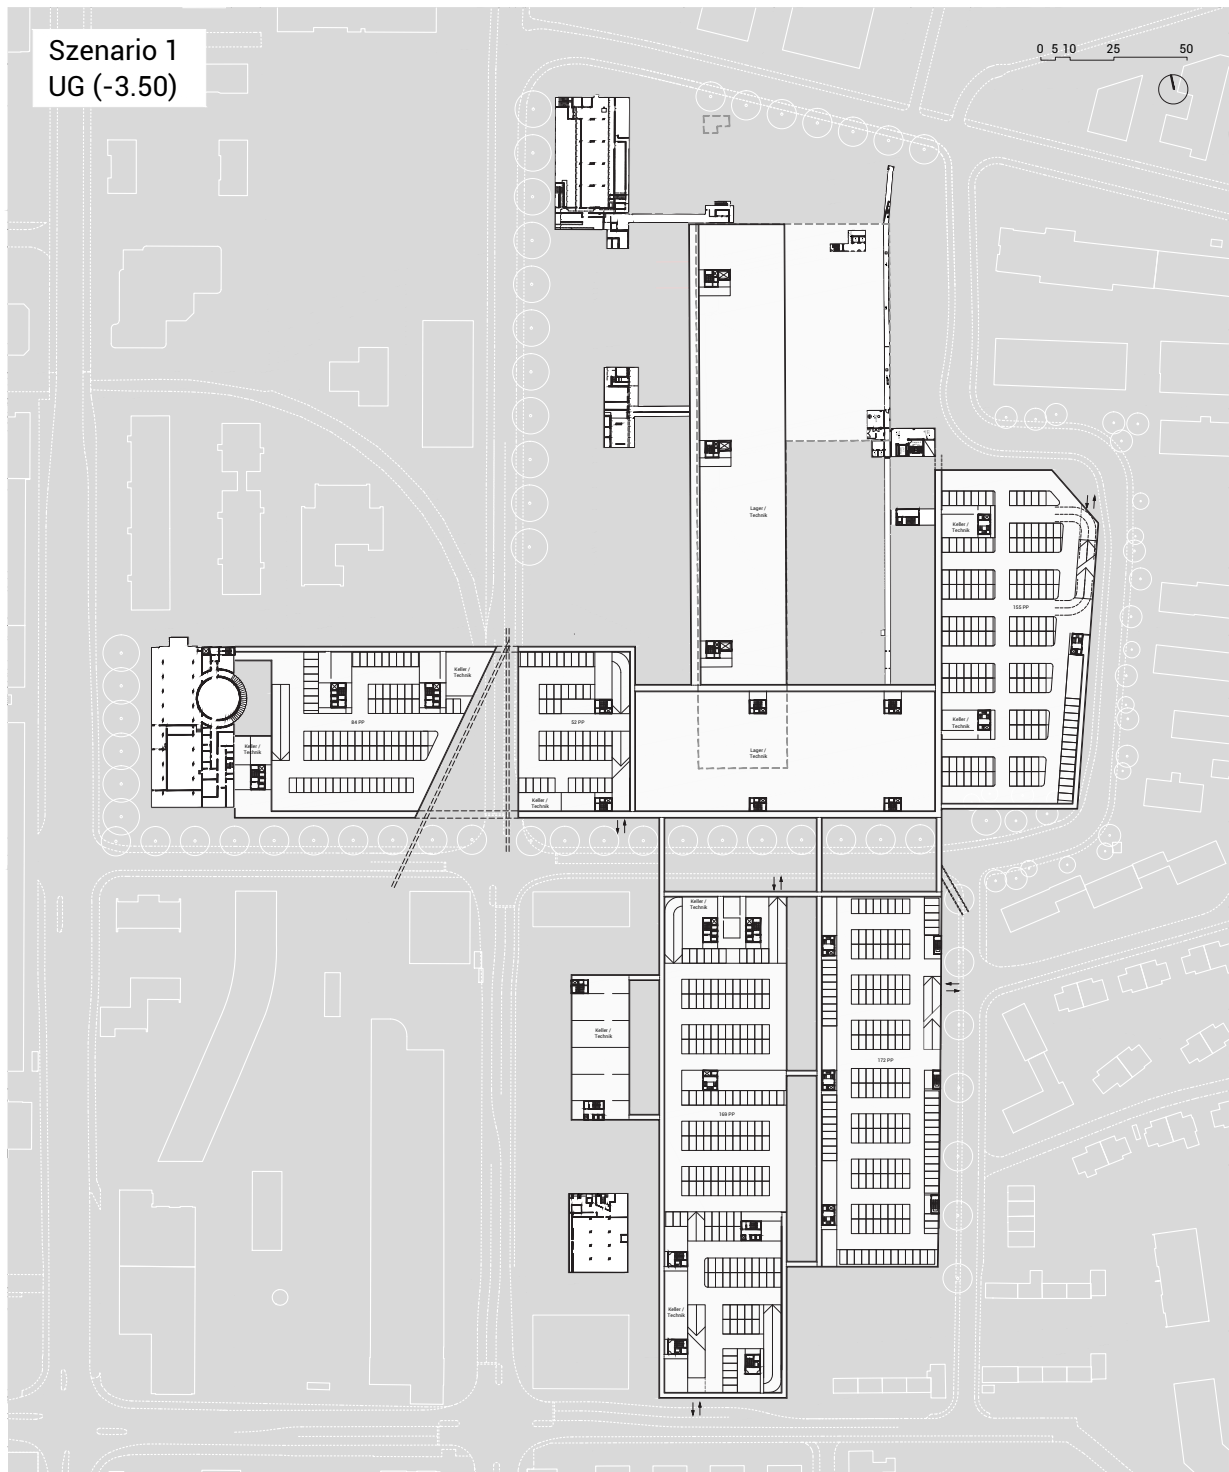 Szenario 1
UG (-3.50)
0 5 10 25 50
Lager /
Technik
Keller /
Technik
155 PP
Keller /
Technik
Keller /
Technik
84 PP
52 PP
Keller /
Technik
Keller /
Technik
Lager /
Technik
Keller /
Technik
Keller /
Technik
172 PP
169 PP
Keller /
Technik